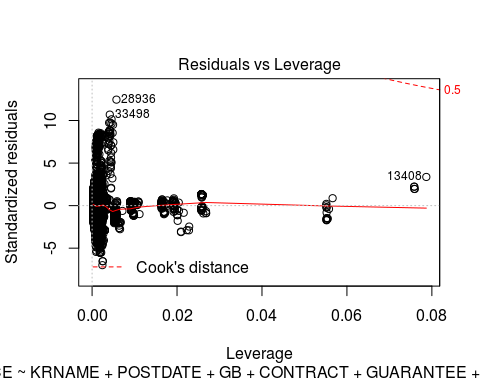 Residuals vs Leverage
28936
33498
0.5
13408
Standardized residuals
10
5
0
-5
Cook's distance
0.00 0.02 0.04 0.06 0.08
Leverage
E ~ KRNAME + POSTDATE + GB + CONTRACT + GUARANTEE +